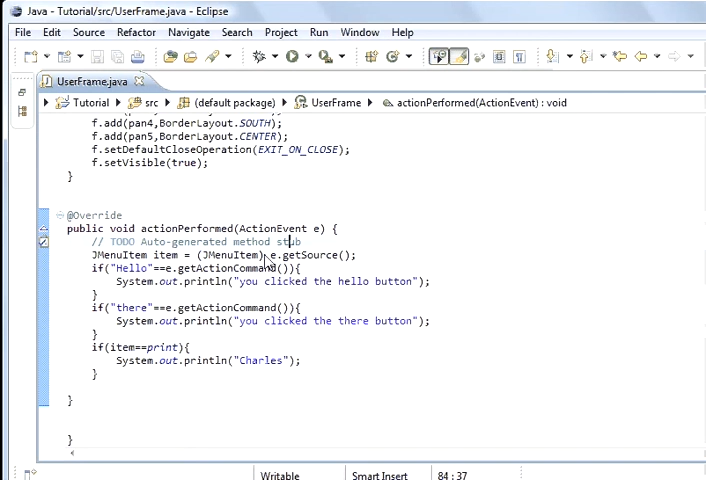 Java - Tutorial/src/UserFrame.java - Eclipse
File Edit Source Refactor Navigate Search Project Run Window Help
UserFrame.java
Tutorial src (default package) UserFrame actionPerformed(ActionEvent) : void
f.add(pan4,BorderLayout.SOUTH);
f.add(pan5,BorderLayout.CENTER);
f.setDefaultCloseOperation(EXIT_ON_CLOSE);
f.setVisible(true);
}
@Override
public void actionPerformed(ActionEvent e) {
// TODO Auto-generated method stub
JMenuItem item = (JMenuItem) e.getSource();
if("Hello"==e.getActionCommand()){
System.out.println("you clicked the hello button");
}
if("there"==e.getActionCommand()){
System.out.println("you clicked the there button");
}
if(item==print){
System.out.println("Charles");
}
}
}
Writable Smart Insert 84 : 37